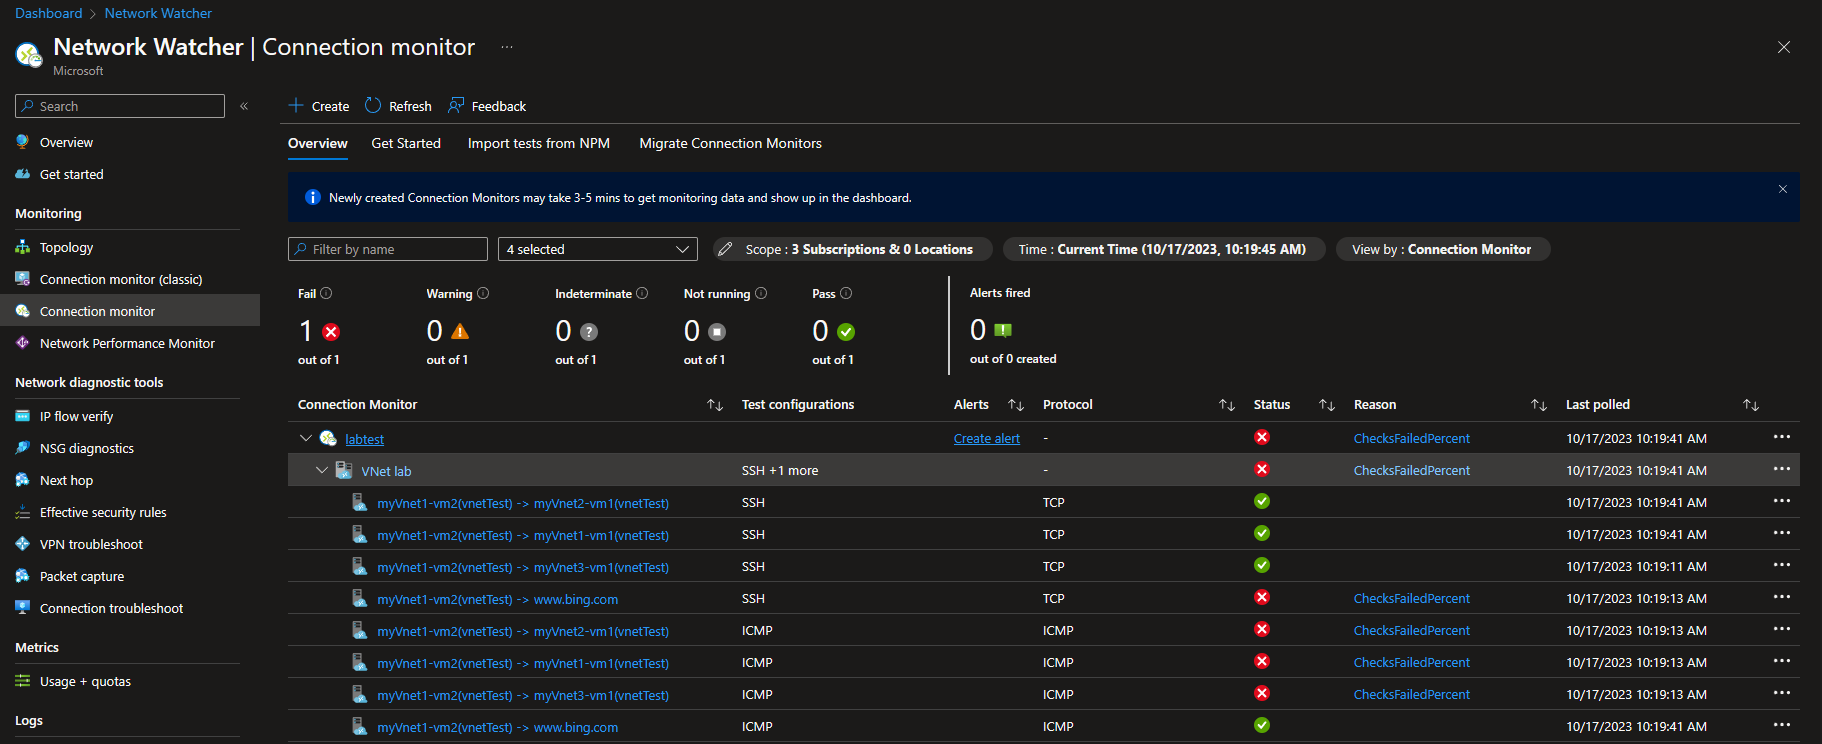 Dashboard > Network Watcher
Network Watcher | Connection monitor ...
Microsoft
Search «
Overview
Get started
Monitoring
Topology
Connection monitor (classic)
Connection monitor
Network Performance Monitor
Network diagnostic tools
IP flow verify
NSG diagnostics
Next hop
Effective security rules
VPN troubleshoot
Packet capture
Connection troubleshoot
Metrics
Usage + quotas
Logs
Create Refresh Feedback
Overview Get Started Import tests from NPM Migrate Connection Monitors
Newly created Connection Monitors may take 3-5 mins to get monitoring data and show up in the dashboard.
Filter by name 4 selected Scope : 3 Subscriptions & 0 Locations Time : Current Time (10/17/2023, 10:19:45 AM) View by : Connection Monitor
Fail Warning Indeterminate Not running Pass Alerts fired
1 0 0 0 0 0
out of 1 out of 1 out of 1 out of 1 out of 1 out of 0 created
Connection Monitor Test configurations Alerts Protocol Status Reason Last polled
labtest Create alert - ChecksFailedPercent 10/17/2023 10:19:41 AM ...
VNet lab SSH +1 more - ChecksFailedPercent 10/17/2023 10:19:41 AM ...
myVnet1-vm2(vnetTest) -> myVnet2-vm1(vnetTest) SSH TCP 10/17/2023 10:19:41 AM ...
myVnet1-vm2(vnetTest) -> myVnet1-vm1(vnetTest) SSH TCP 10/17/2023 10:19:41 AM ...
myVnet1-vm2(vnetTest) -> myVnet3-vm1(vnetTest) SSH TCP 10/17/2023 10:19:11 AM ...
myVnet1-vm2(vnetTest) -> www.bing.com SSH TCP ChecksFailedPercent 10/17/2023 10:19:13 AM ...
myVnet1-vm2(vnetTest) -> myVnet2-vm1(vnetTest) ICMP ICMP ChecksFailedPercent 10/17/2023 10:19:13 AM ...
myVnet1-vm2(vnetTest) -> myVnet1-vm1(vnetTest) ICMP ICMP ChecksFailedPercent 10/17/2023 10:19:13 AM ...
myVnet1-vm2(vnetTest) -> myVnet3-vm1(vnetTest) ICMP ICMP ChecksFailedPercent 10/17/2023 10:19:13 AM ...
myVnet1-vm2(vnetTest) -> www.bing.com ICMP ICMP 10/17/2023 10:19:41 AM ...